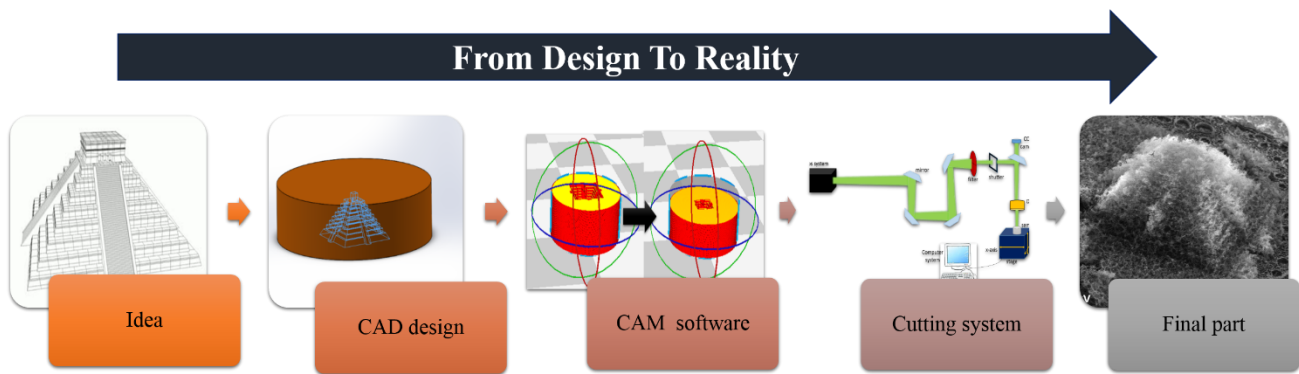 From Design To Reality
mirror
filter
shutter
Computer
system
stage
Idea
CAD design
CAM software
Cutting system
Final part